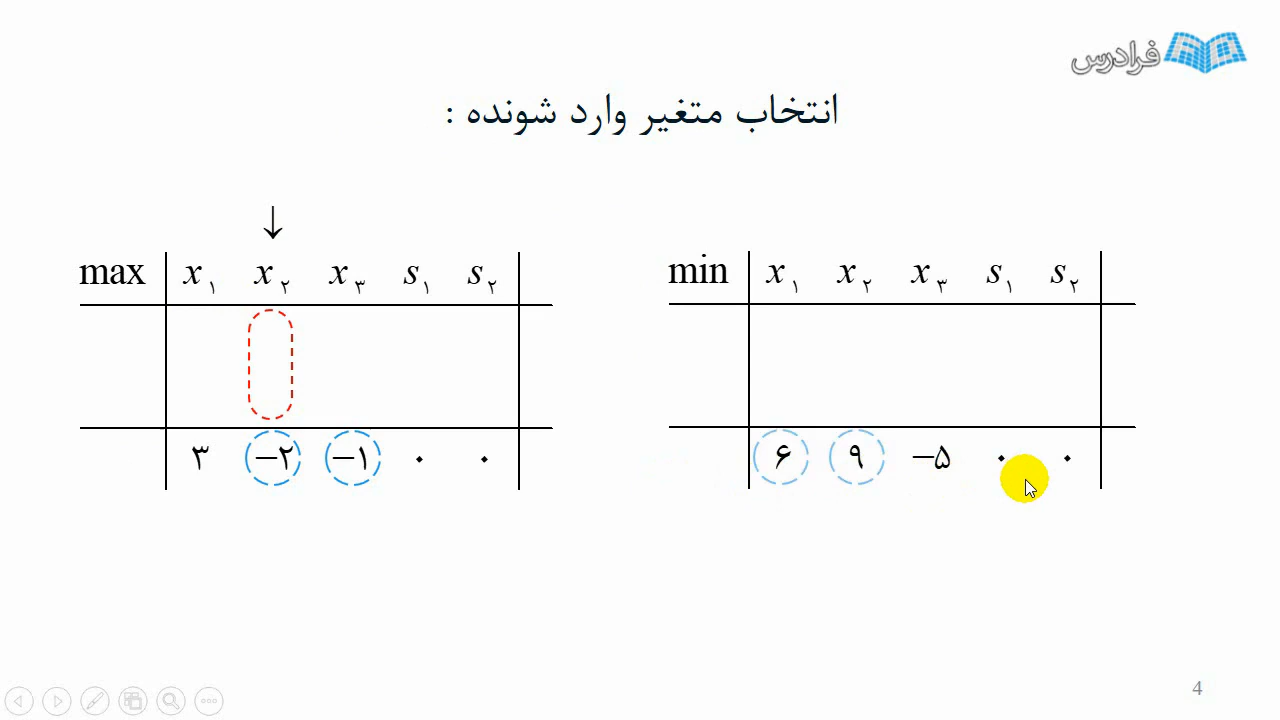 فرادرس
انتخاب متغیر وارد شونده :
↓
max x۱ x۲ x۳ s۱ s۲
۳ −۲ −۱ ۰ ۰
min x۱ x۲ x۳ s۱ s۲
۶ ۹ −۵ ۰ ۰
4